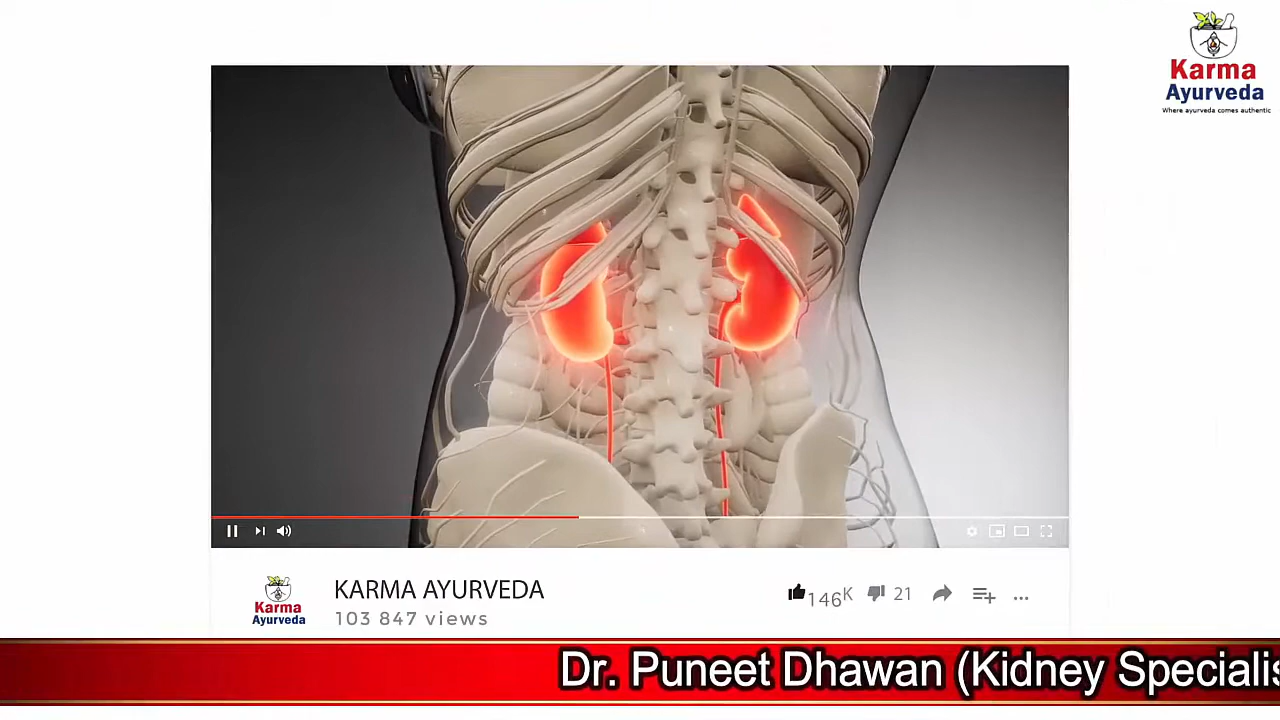 Karma
Ayurveda
Where ayurveda comes authentic
Karma
Ayurveda
KARMA AYURVEDA
103 847 views
146K
21
Dr. Puneet Dhawan (Kidney Specialis